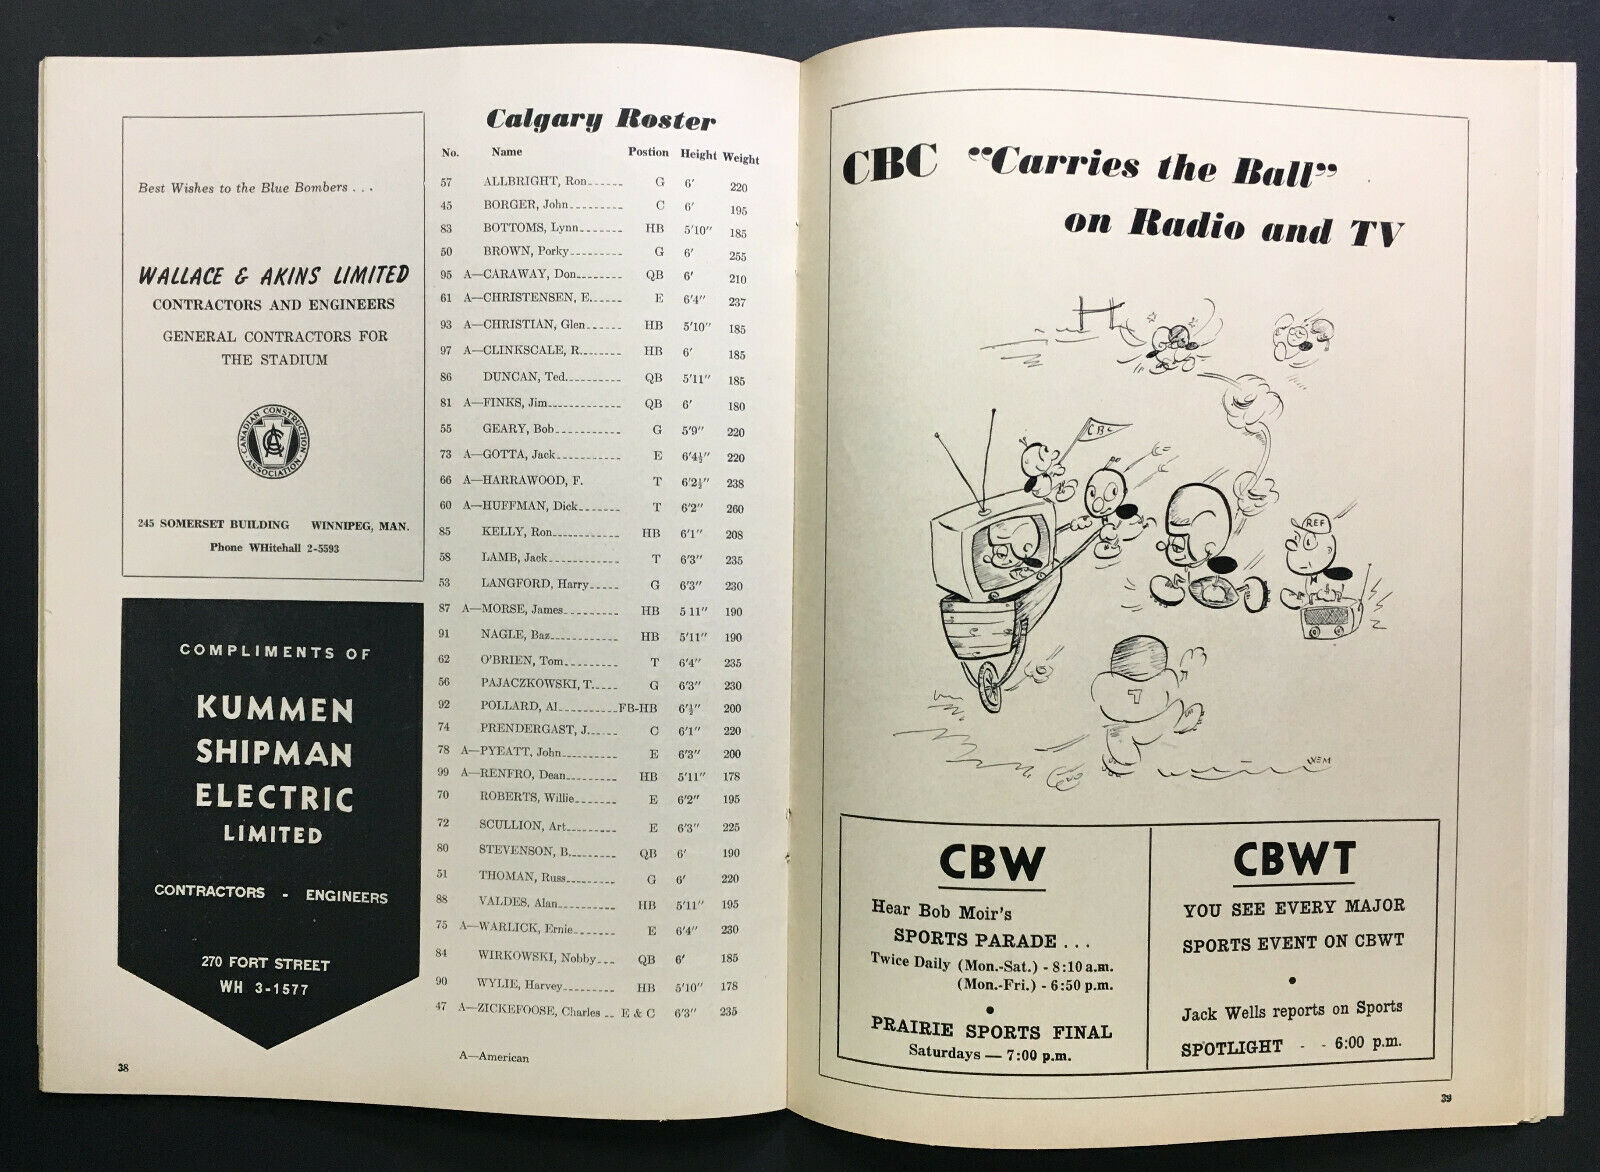 Best Wishes to the Blue Bombers . . .
WALLACE & AKINS LIMITED
CONTRACTORS AND ENGINEERS
GENERAL CONTRACTORS FOR
THE STADIUM
CANADIAN CONSTRUCTION ASSOCIATION
245 SOMERSET BUILDING WINNIPEG, MAN.
Phone WHitehall 2-5593
COMPLIMENTS OF
KUMMEN
SHIPMAN
ELECTRIC
LIMITED
CONTRACTORS - ENGINEERS
270 FORT STREET
WH 3-1577
38
Calgary Roster
No. Name Postion Height Weight
57 ALLBRIGHT, Ron G 6' 220
45 BORGER, John C 6' 195
83 BOTTOMS, Lynn HB 5'10" 185
50 BROWN, Porky G 6' 255
95 A—CARAWAY, Don QB 6' 210
61 A—CHRISTENSEN, E. E 6'4" 237
93 A—CHRISTIAN, Glen HB 5'10" 185
97 A—CLINKSCALE, R. HB 6' 185
86 DUNCAN, Ted QB 5'11" 185
81 A—FINKS, Jim QB 6' 180
55 GEARY, Bob G 5'9" 220
73 A—GOTTA, Jack E 6'4½" 220
66 A—HARRAWOOD, F. T 6'2½" 238
60 A—HUFFMAN, Dick T 6'2" 260
85 KELLY, Ron HB 6'1" 208
58 LAMB, Jack T 6'3" 235
53 LANGFORD, Harry G 6'3" 230
87 A—MORSE, James HB 5 11" 190
91 NAGLE, Baz HB 5'11" 190
62 O'BRIEN, Tom T 6'4" 235
56 PAJACZKOWSKI, T. G 6'3" 230
92 POLLARD, Al FB-HB 6'½" 200
74 PRENDERGAST, J. C 6'1" 220
78 A—PYEATT, John E 6'3" 200
99 A—RENFRO, Dean HB 5'11" 178
70 ROBERTS, Willie E 6'2" 195
72 SCULLION, Art E 6'3" 225
80 STEVENSON, B. QB 6' 190
51 THOMAN, Russ G 6' 220
88 VALDES, Alan HB 5'11" 195
75 A—WARLICK, Ernie E 6'4" 230
84 WIRKOWSKI, Nobby QB 6' 185
90 WYLIE, Harvey HB 5'10" 178
47 A—ZICKEFOOSE, Charles E & C 6'3" 235
A—American
CBC "Carries the Ball"
on Radio and TV
CBC
REF
7
CBW
Hear Bob Moir's
SPORTS PARADE . . .
Twice Daily (Mon.-Sat.) - 8:10 a.m.
(Mon.-Fri.) - 6:50 p.m.
•
PRAIRIE SPORTS FINAL
Saturdays — 7:00 p.m.
CBWT
YOU SEE EVERY MAJOR
SPORTS EVENT ON CBWT
•
Jack Wells reports on Sports
SPOTLIGHT - - 6:00 p.m.
39